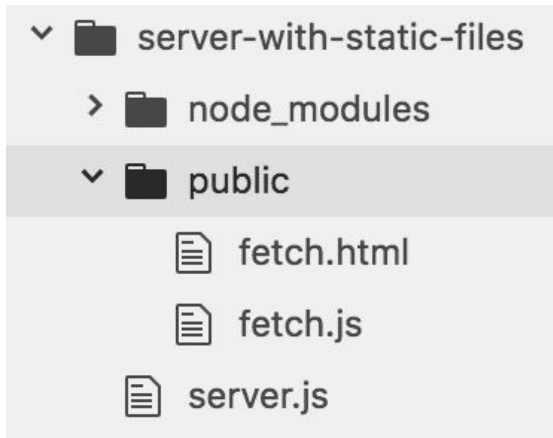 server-with-static-files
node_modules
public
fetch.html
fetch.js
server.js